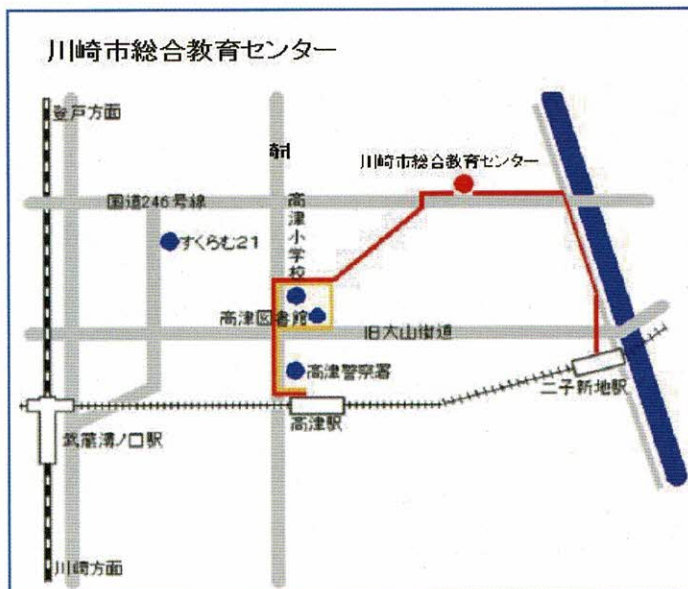 川崎市総合教育センター
登戸方面
川崎市総合教育センター
国道246号線
高津小学校
すくらむ21
高津図書館
旧大山街道
高津警察署
二子新地駅
高津駅
武蔵溝ノ口駅
川崎方面